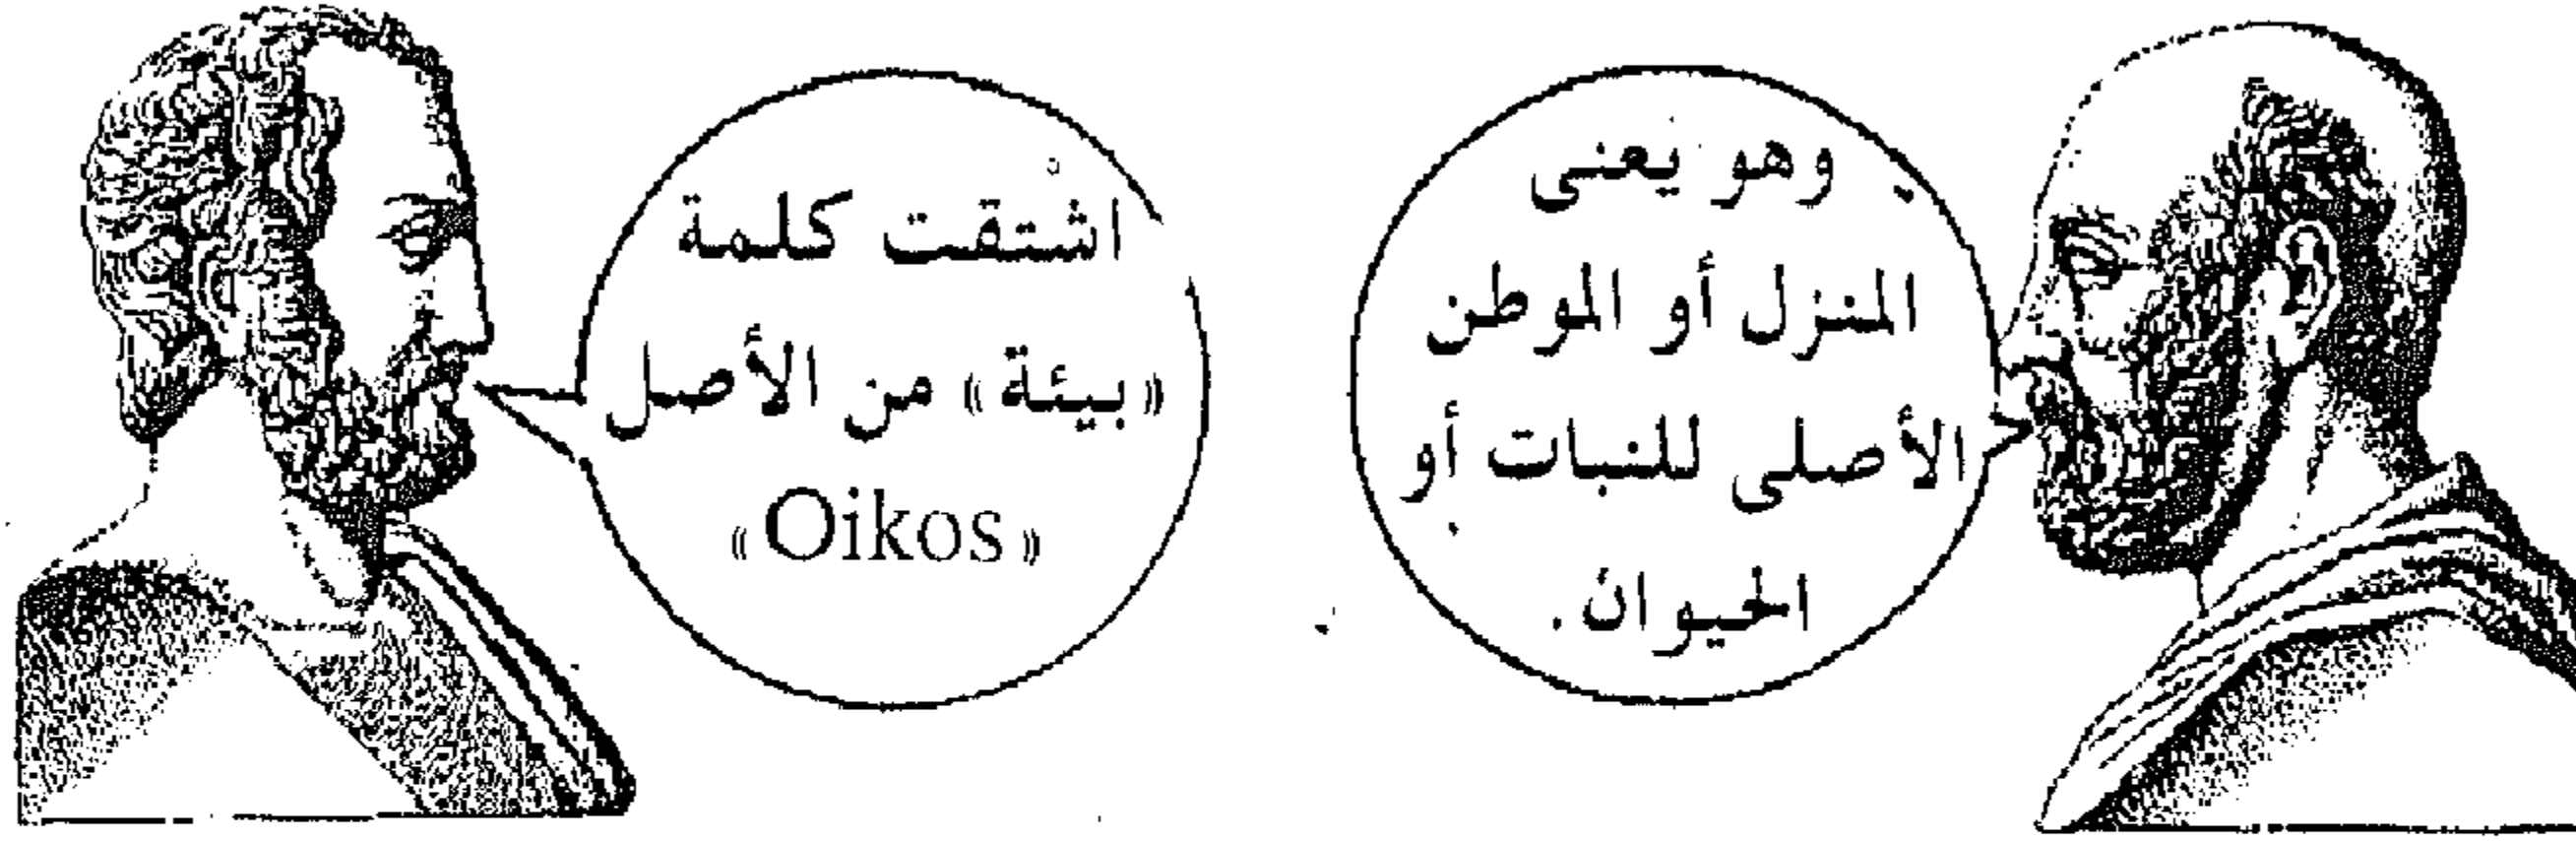 اشتقت كلمة
«بيئة» من الأصل
«Oikos»
وهو يعنى
المنزل أو الموطن
الأصلى للنبات أو
الحيوان.